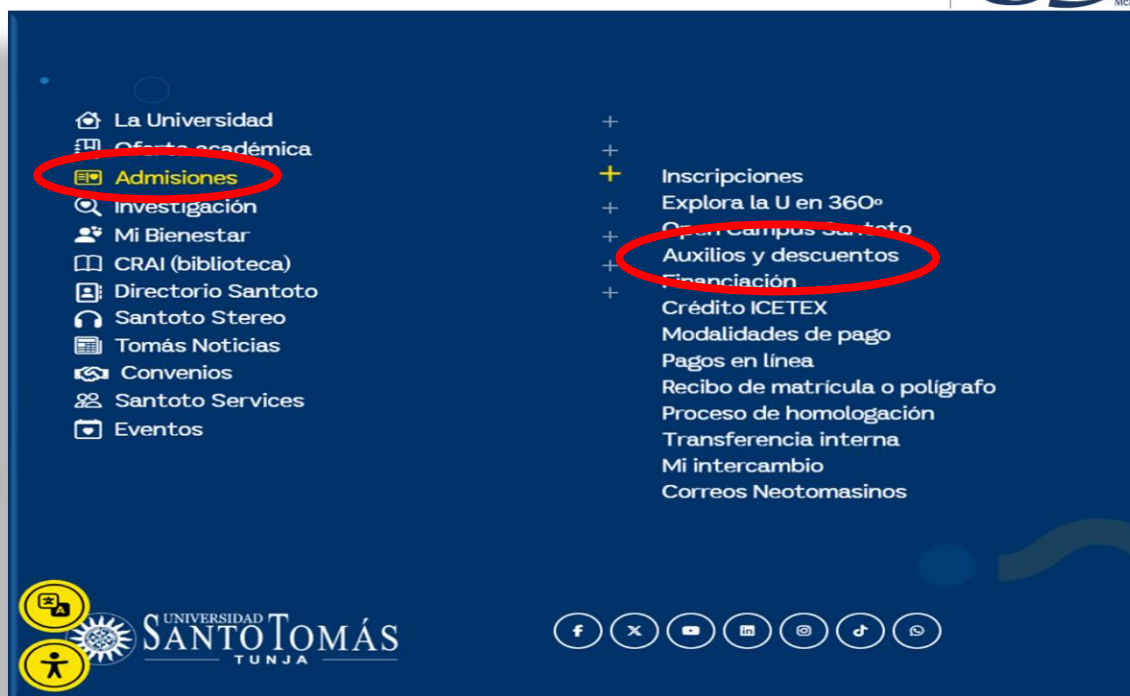 La Universidad
Oferta académica
Admisiones
Investigación
Mi Bienestar
CRAI (biblioteca)
Directorio Santoto
Santoto Stereo
Tomás Noticias
Convenios
Santoto Services
Eventos
Inscripciones
Explora la U en 360º
Open Campus Santoto
Auxilios y descuentos
Financiación
Crédito ICETEX
Modalidades de pago
Pagos en línea
Recibo de matrícula o polígrafo
Proceso de homologación
Transferencia interna
Mi intercambio
Correos Neotomasinos
UNIVERSIDAD
SANTO TOMÁS
TUNJA